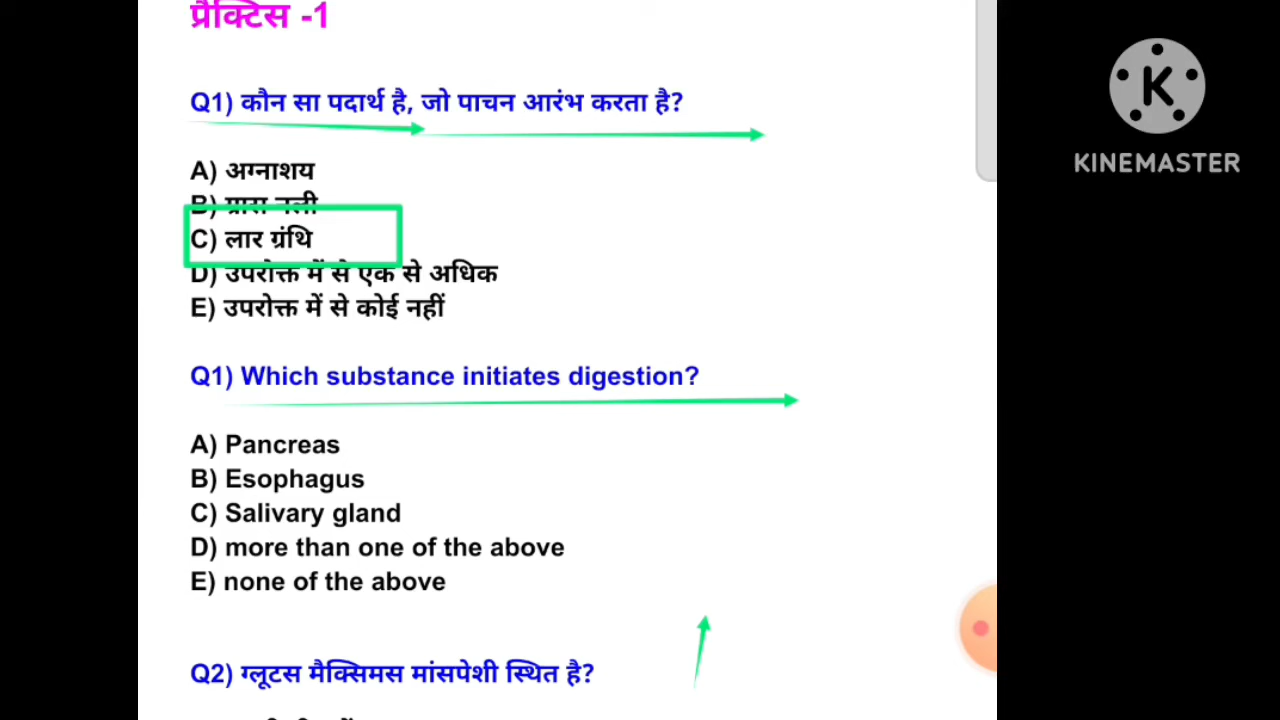 प्रैक्टिस -1
Q1) कौन सा पदार्थ है, जो पाचन आरंभ करता है?
A) अग्नाशय
B) ग्रास नली
C) लार ग्रंथि
D) उपरोक्त में से एक से अधिक
E) उपरोक्त में से कोई नहीं
Q1) Which substance initiates digestion?
A) Pancreas
B) Esophagus
C) Salivary gland
D) more than one of the above
E) none of the above
Q2) ग्लूटस मैक्सिमस मांसपेशी स्थित है?
K
KINEMASTER